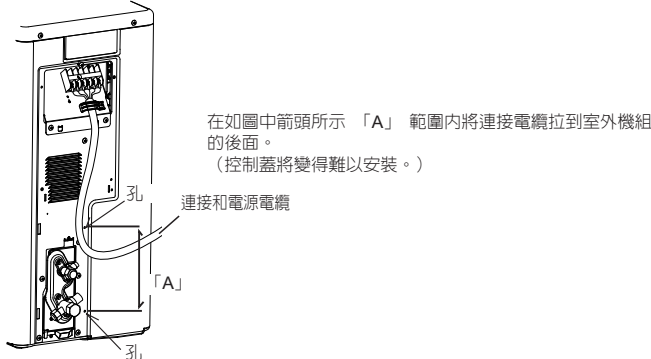 在如圖中箭頭所示 「A」 範圍內將連接電纜拉到室外機組
的後面。
（控制蓋將變得難以安裝。）
孔
連接和電源電纜
「A」
孔